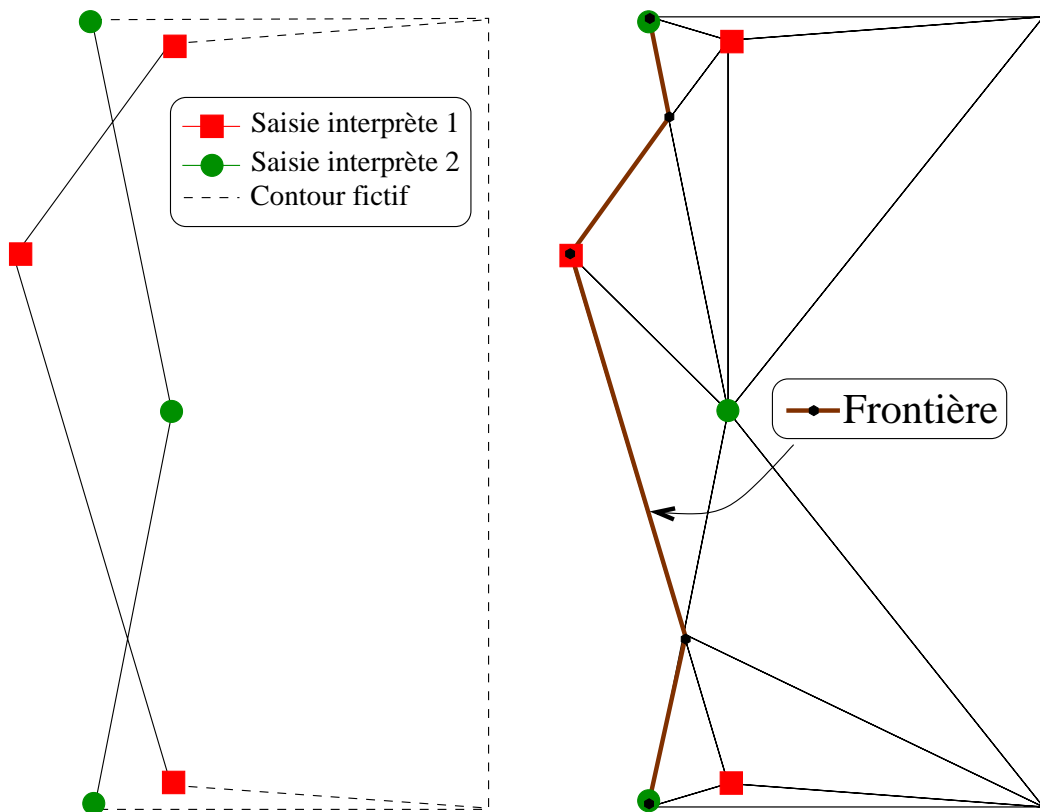 Saisie interprète 1
Saisie interprète 2
Contour fictif
Frontière